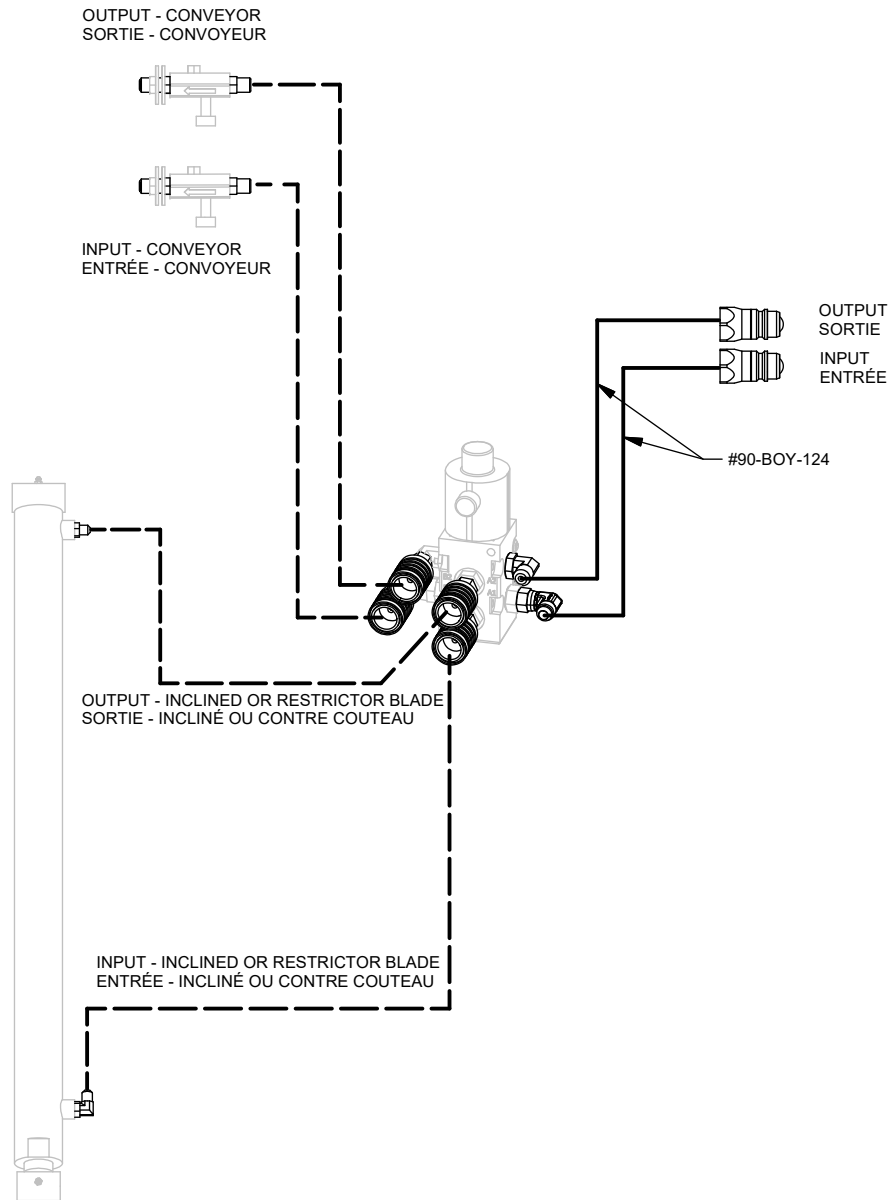 OUTPUT - CONVEYOR
SORTIE - CONVOYEUR
INPUT - CONVEYOR
ENTRÉE - CONVOYEUR
OUTPUT
SORTIE
INPUT
ENTRÉE
#90-BOY-124
OUTPUT - INCLINED OR RESTRICTOR BLADE
SORTIE - INCLINÉ OU CONTRE COUTEAU
INPUT - INCLINED OR RESTRICTOR BLADE
ENTRÉE - INCLINÉ OU CONTRE COUTEAU